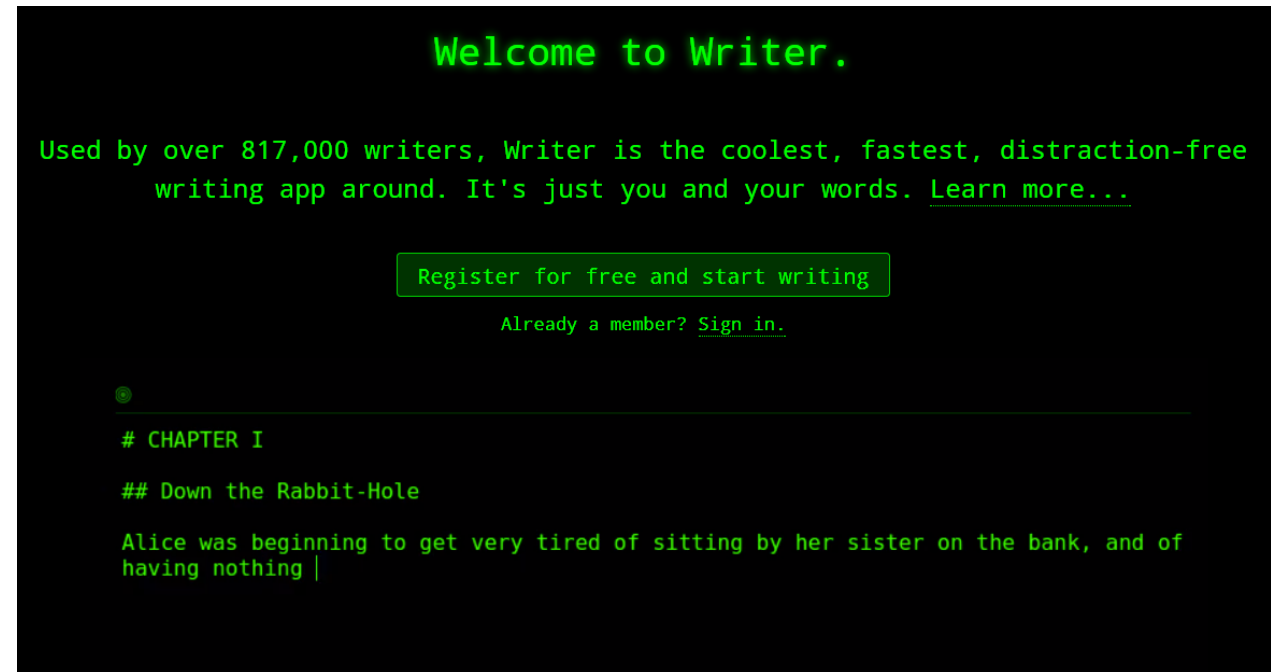 Welcome to Writer.
Used by over 817,000 writers, Writer is the coolest, fastest, distraction-free
writing app around. It's just you and your words. Learn more...
Register for free and start writing
Already a member? Sign in.
# CHAPTER I
## Down the Rabbit-Hole
Alice was beginning to get very tired of sitting by her sister on the bank, and of
having nothing